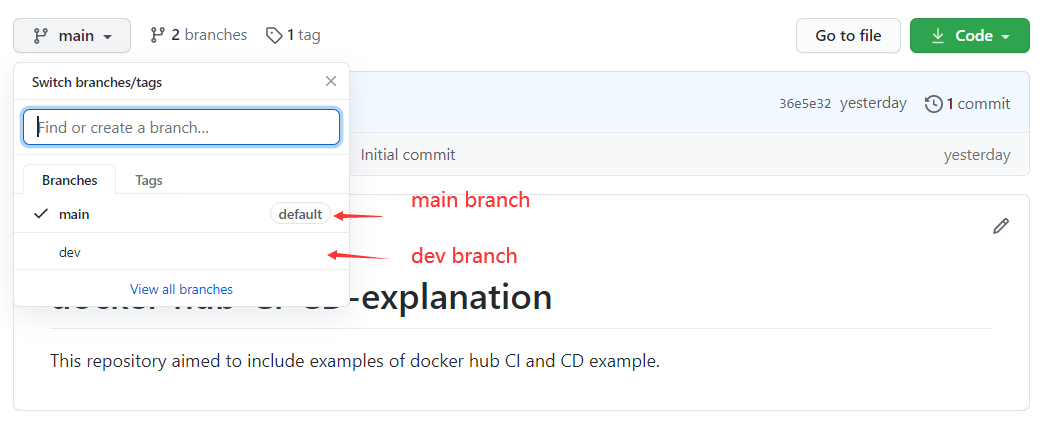 main 2 branches 1 tag Go to file Code
Switch branches/tags
Find or create a branch...
36e5e32 yesterday 1 commit
Initial commit yesterday
Branches Tags
main default main branch
dev dev branch
View all branches
-explanation
This repository aimed to include examples of docker hub CI and CD example.